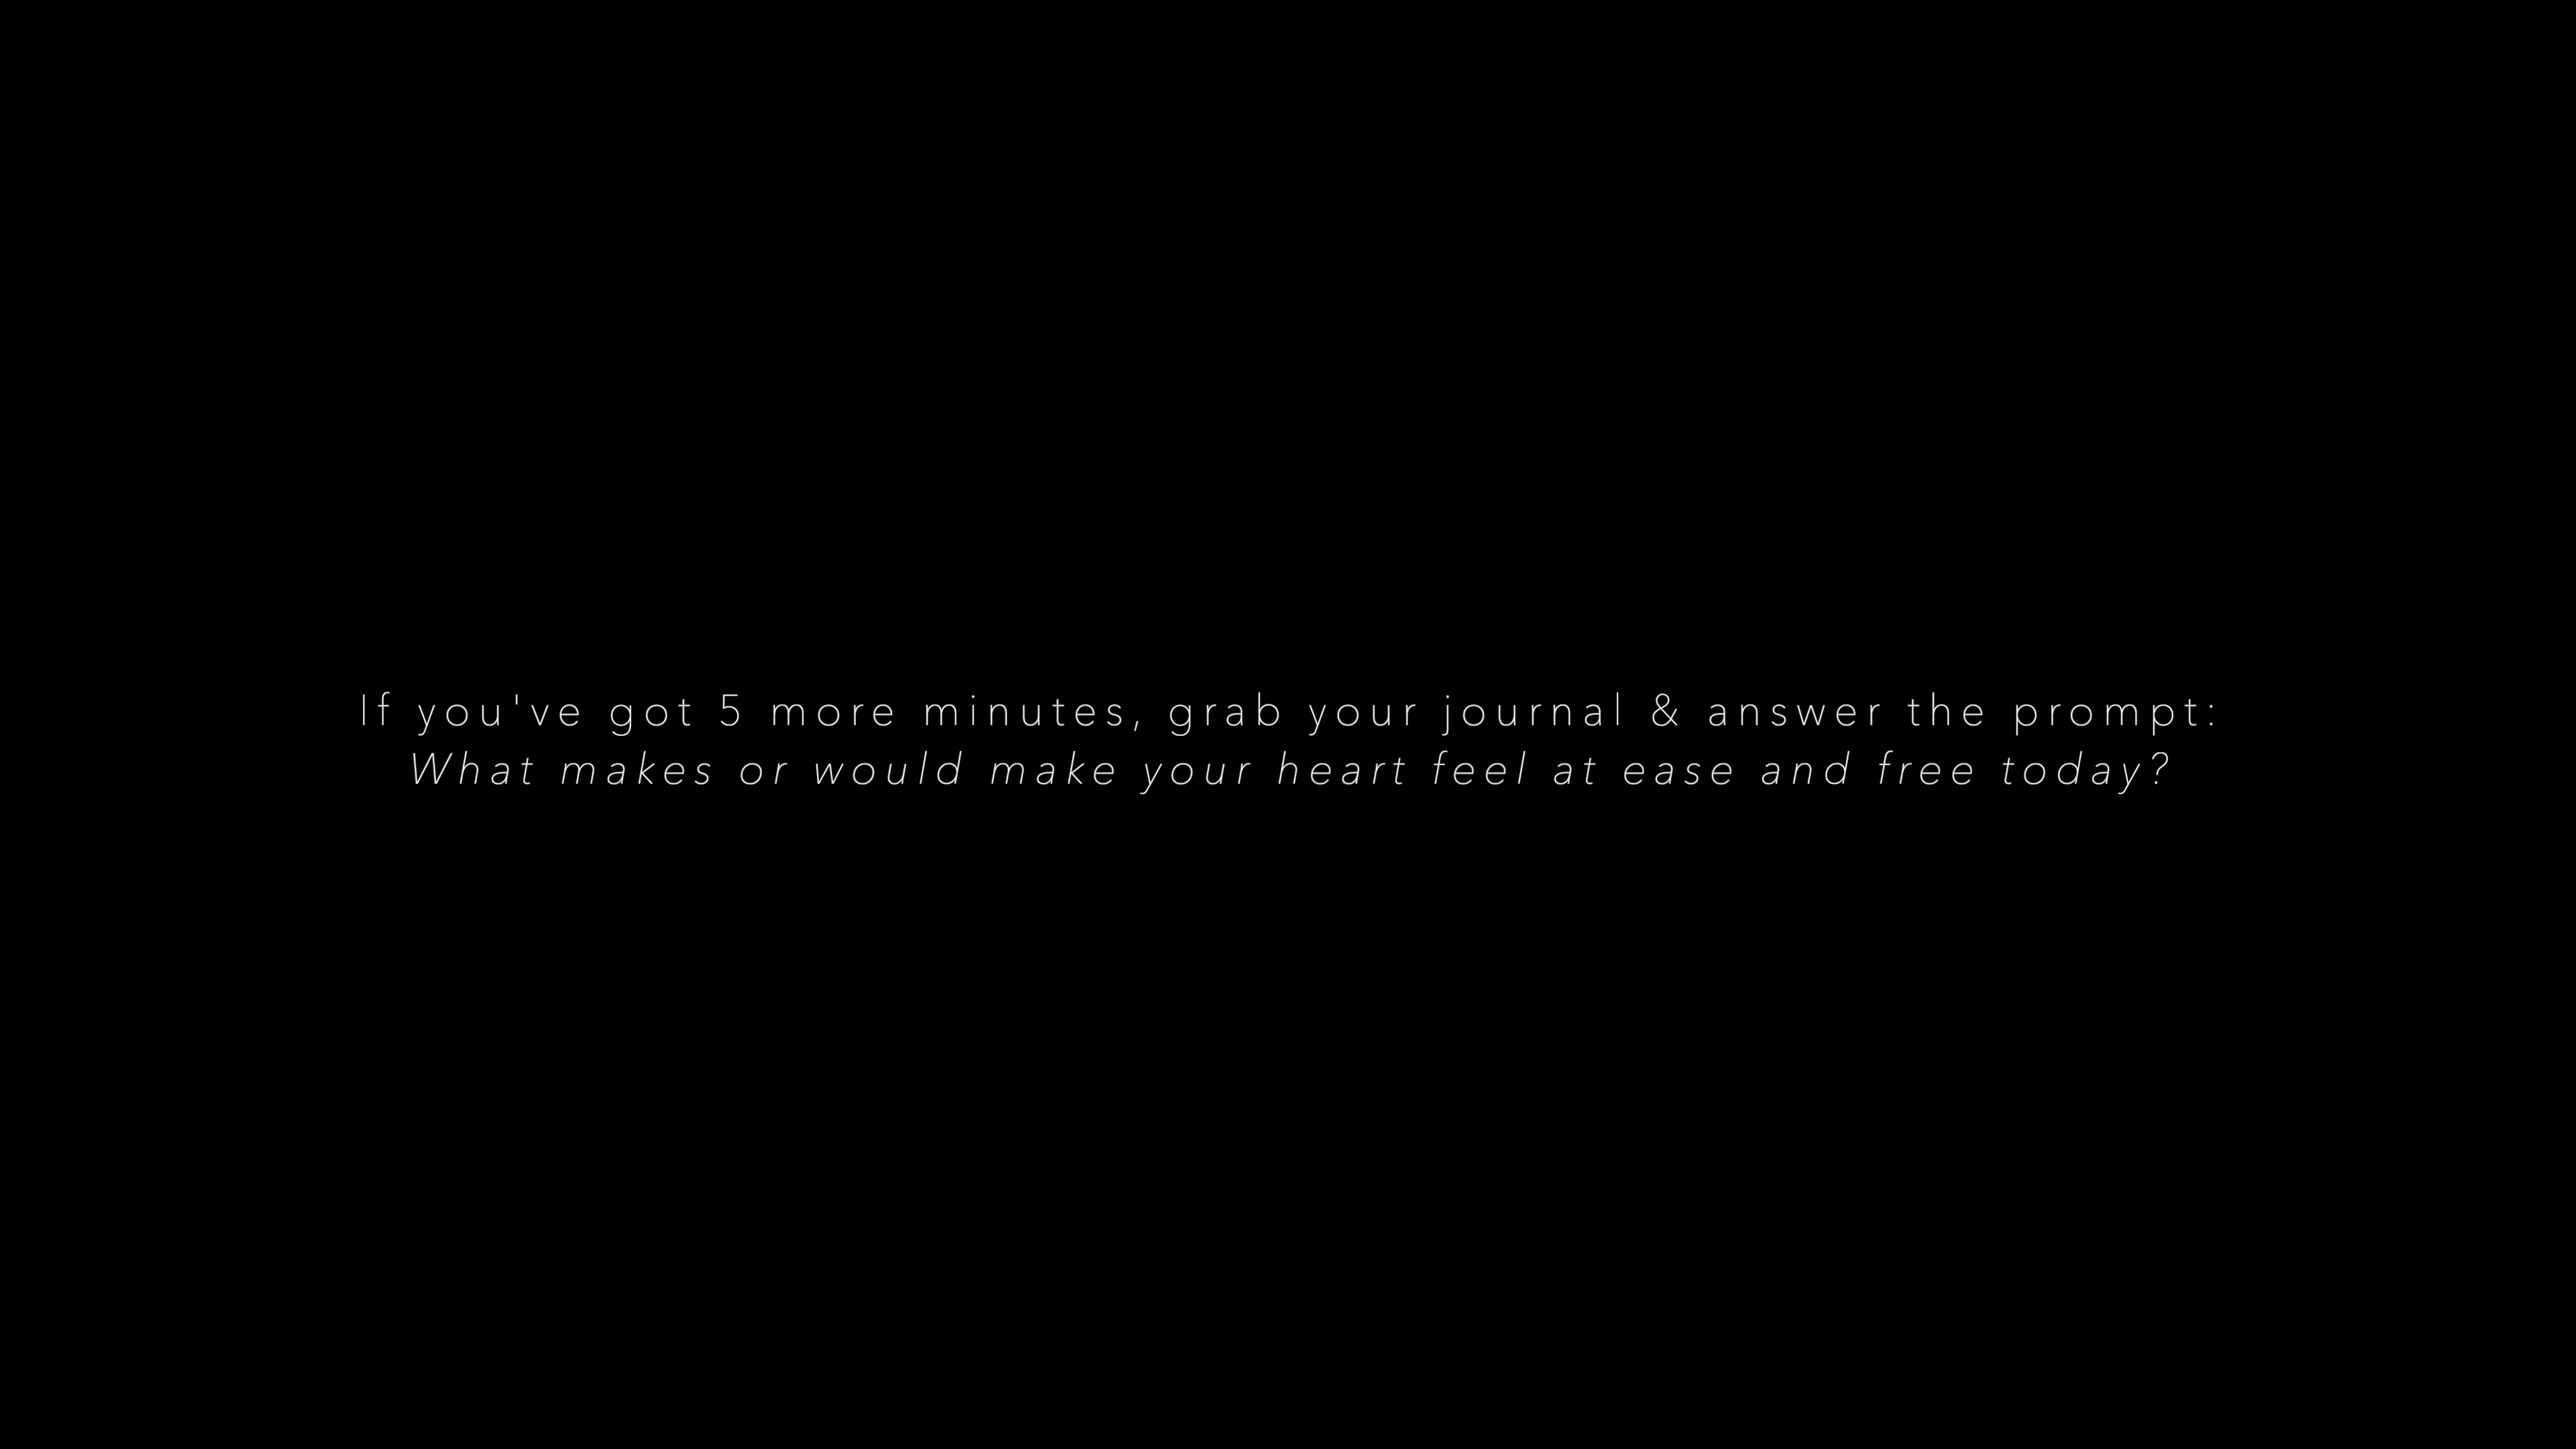 If you've got 5 more minutes, grab your journal & answer the prompt:
What makes or would make your heart feel at ease and free today?